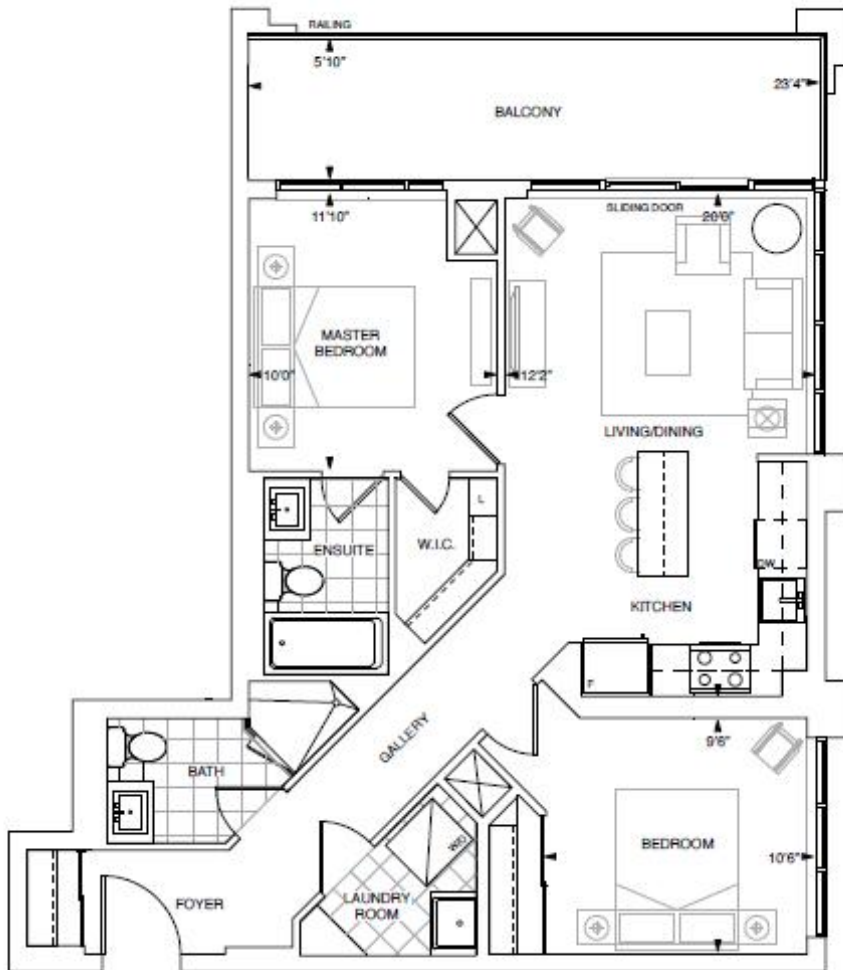 RAILING
5'10"
23'4"
BALCONY
11'10"
SLIDING DOOR
20'0"
MASTER
BEDROOM
10'0"
12'2"
LIVING/DINING
L
ENSUITE
W.I.C.
DW
KITCHEN
F
GALLERY
9'6"
BATH
W/D
BEDROOM
10'6"
FOYER
LAUNDRY
ROOM